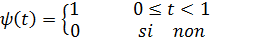 ψ(t) = {1 0 ≤ t < 1
0 si non